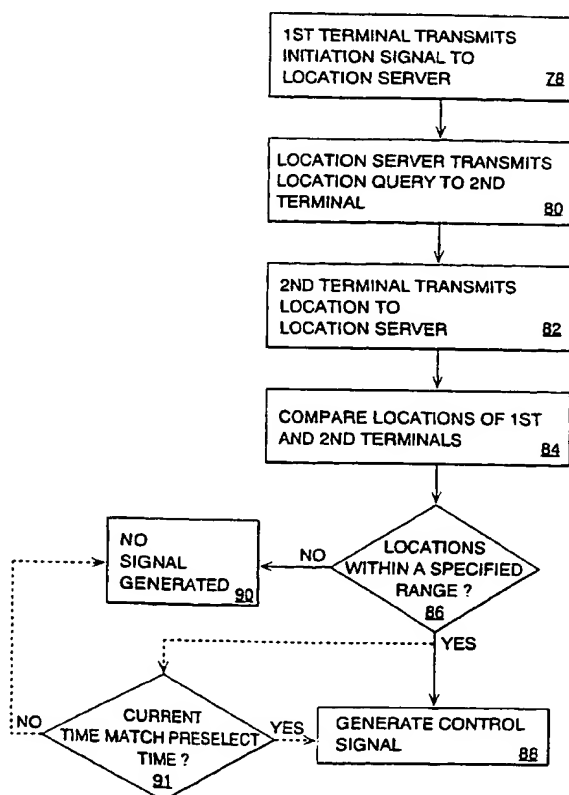 1ST TERMINAL TRANSMITS
INITIATION SIGNAL TO
LOCATION SERVER
78
LOCATION SERVER TRANSMITS
LOCATION QUERY TO 2ND
TERMINAL
80
2ND TERMINAL TRANSMITS
LOCATION TO
LOCATION SERVER
82
COMPARE LOCATIONS OF 1ST
AND 2ND TERMINALS
84
NO
SIGNAL
GENERATED
90
NO
LOCATIONS
WITHIN A SPECIFIED
RANGE ?
86
YES
NO
CURRENT
TIME MATCH PRESELECT
TIME ?
91
YES
GENERATE CONTROL
SIGNAL
88